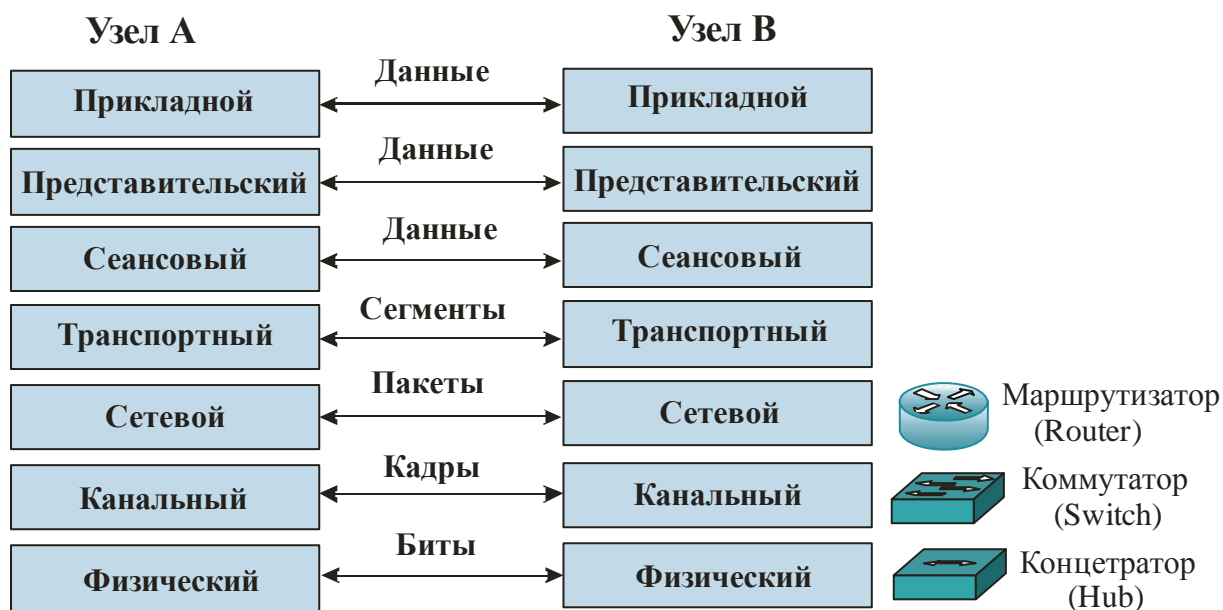 Узел А
Узел В
Прикладной
Данные
Прикладной
Представительский
Данные
Представительский
Сеансовый
Данные
Сеансовый
Транспортный
Сегменты
Транспортный
Сетевой
Пакеты
Сетевой
Маршрутизатор
(Router)
Канальный
Кадры
Канальный
Коммутатор
(Switch)
Физический
Биты
Физический
Концетратор
(Hub)